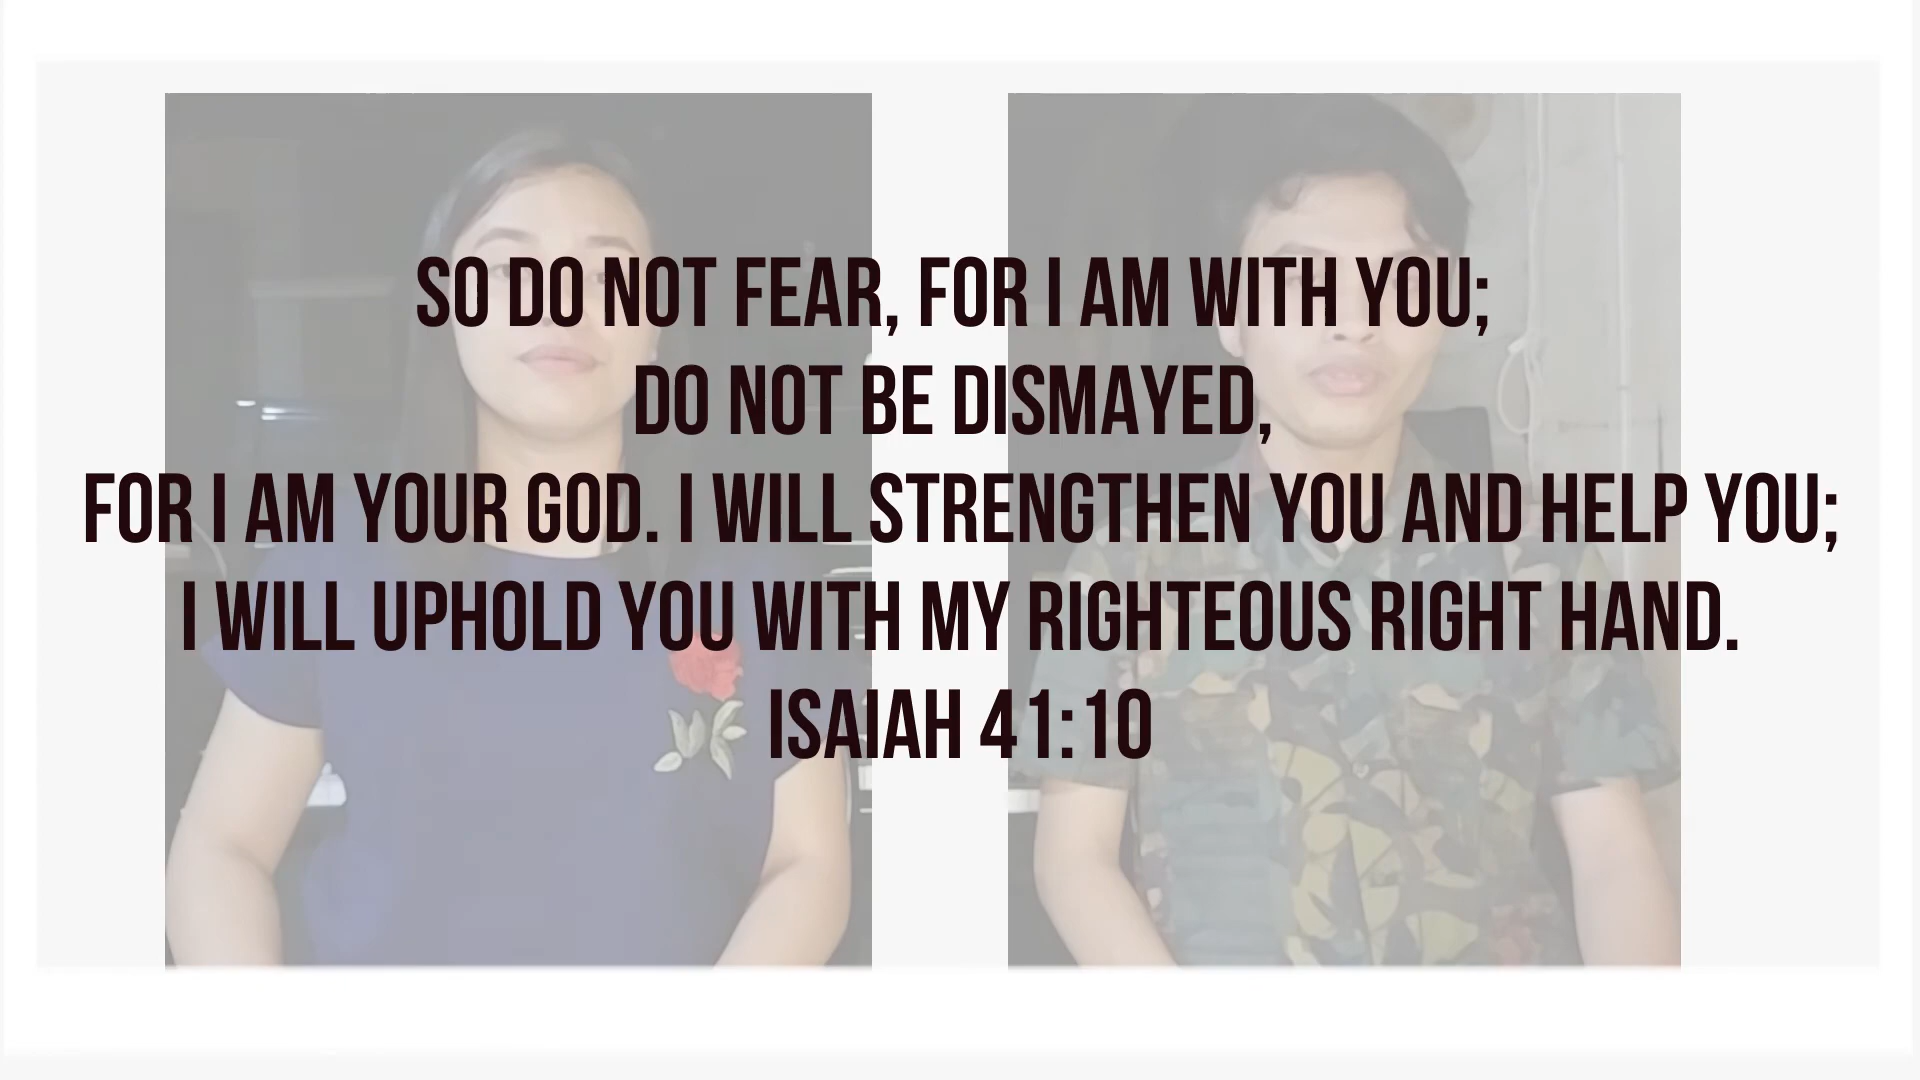 SO DO NOT FEAR, FOR I AM WITH YOU;
DO NOT BE DISMAYED,
FOR I AM YOUR GOD. I WILL STRENGTHEN YOU AND HELP YOU;
I WILL UPHOLD YOU WITH MY RIGHTEOUS RIGHT HAND.
ISAIAH 41:10